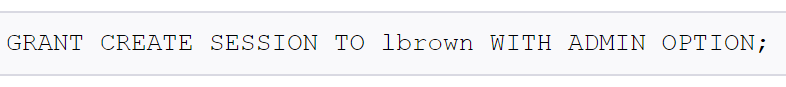 GRANT CREATE SESSION TO lbrown WITH ADMIN OPTION;